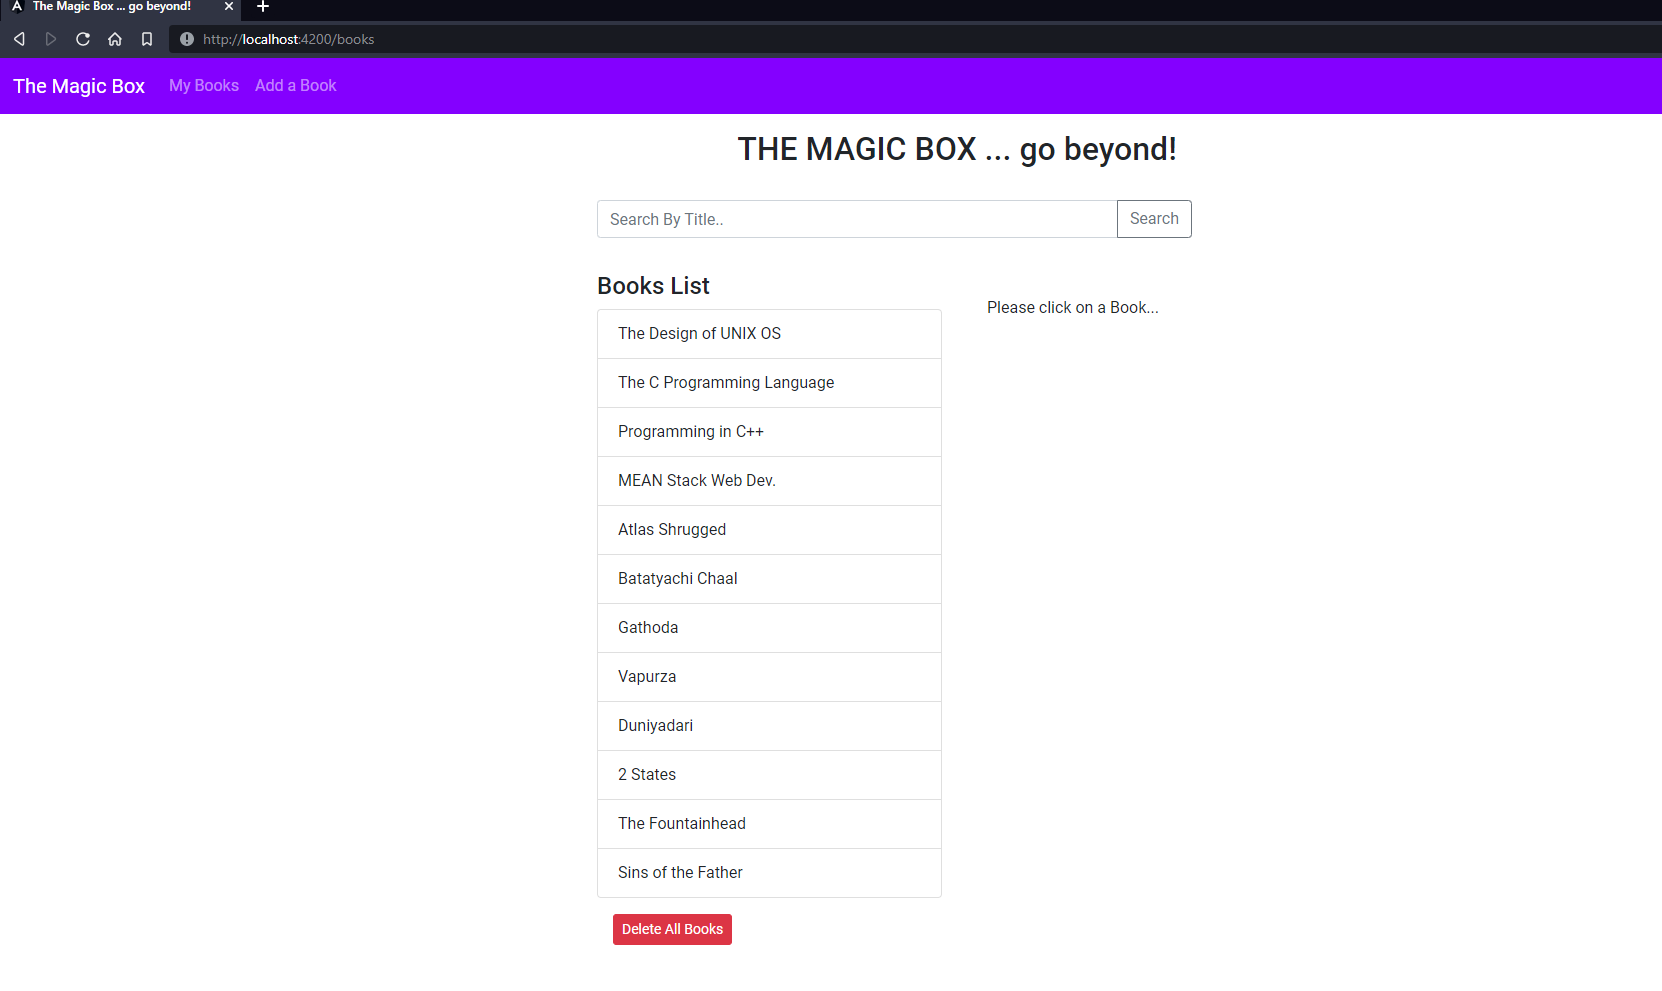 The Magic Box ... go beyond!
http://localhost:4200/books
The Magic Box My Books Add a Book
THE MAGIC BOX ... go beyond!
Search By Title.. Search
Books List
Please click on a Book...
The Design of UNIX OS
The C Programming Language
Programming in C++
MEAN Stack Web Dev.
Atlas Shrugged
Batatyachi Chaal
Gathoda
Vapurza
Duniyadari
2 States
The Fountainhead
Sins of the Father
Delete All Books